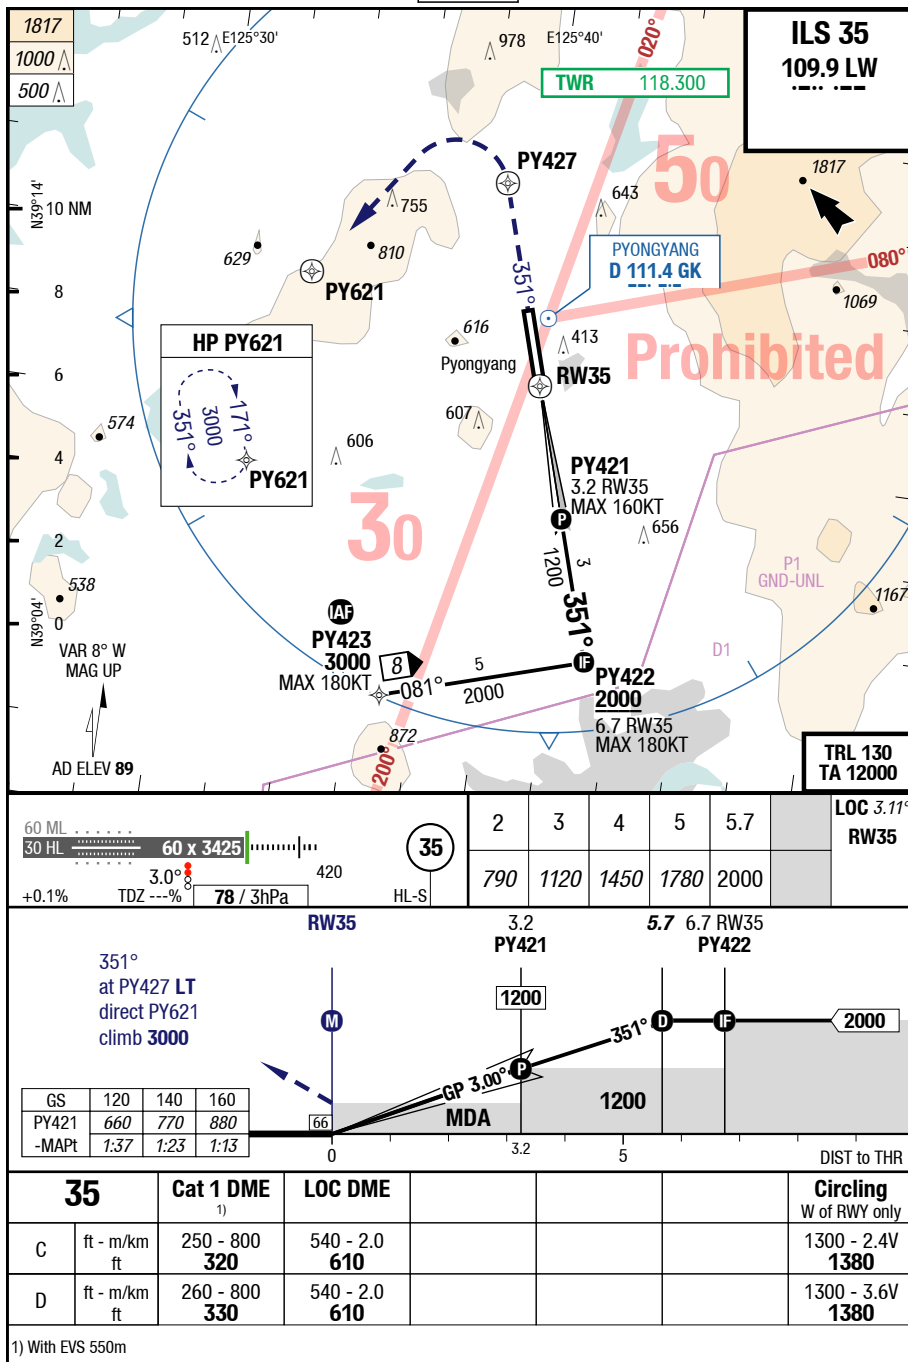 1817
1000
500
512
E125°30'
978
E125°40'
020°
ILS 35
109.9 LW
TWR 118.300
PY427
50
1817
N39°14'
10 NM
755
643
629
810
PYONGYANG
D 111.4 GK
080°
351°
PY621
8
1069
616
413
HP PY621
Pyongyang
Prohibited
6
RW35
171°
3000
351°
574
607
4
606
PY621
PY421
3.2 RW35
MAX 160KT
P
30
656
2
3
1200
P1
GND-UNL
538
1167
N39°04'
0
IAF
351°
PY423
3000
MAX 180KT
8
D1
VAR 8° W
MAG UP
5
IF
081°
2000
PY422
2000
6.7 RW35
MAX 180KT
872
200°
AD ELEV 89
TRL 130
TA 12000
60 ML
30 HL
60 x 3425
420
3.0°
+0.1%
TDZ ---%
78 / 3hPa
HL-S
35
2 3 4 5 5.7
790 1120 1450 1780 2000
LOC 3.11°
RW35
RW35
3.2
PY421
5.7
6.7 RW35
PY422
351°
at PY427 LT
direct PY621
climb 3000
1200
M
351°
D
IF
2000
P
GP 3.00°
GS 120 140 160
PY421 660 770 880
-MAPt 1:37 1:23 1:13
66
MDA
1200
0
3.2
5
DIST to THR
35 Cat 1 DME 1) LOC DME Circling
W of RWY only
C ft - m/km 250 - 800 540 - 2.0 1300 - 2.4V
ft 320 610 1380
D ft - m/km 260 - 800 540 - 2.0 1300 - 3.6V
ft 330 610 1380
1) With EVS 550m